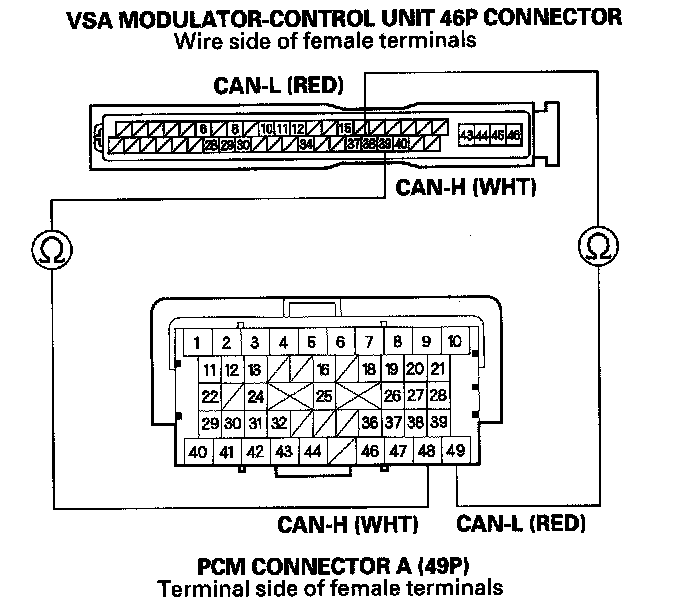 VSA MODULATOR-CONTROL UNIT 46P CONNECTOR
Wire side of female terminals
CAN-L (RED)
6 8 10 11 12 15
28 29 30 34 37 38 39 40
43 44 45 46
CAN-H (WHT)
Ω Ω
1 2 3 4 5 6 7 8 9 10
11 12 13 16 18 19 20 21
22 24 25 26 27 28
29 30 31 32 36 37 38 39
40 41 42 43 44 46 47 48 49
CAN-H (WHT) CAN-L (RED)
PCM CONNECTOR A (49P)
Terminal side of female terminals